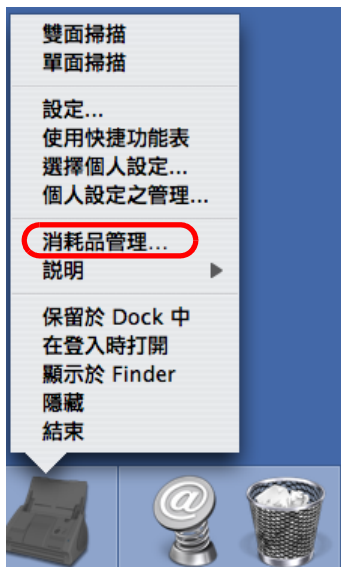 雙面掃描
單面掃描
設定...
使用快捷功能表
選擇個人設定...
個人設定之管理...
消耗品管理...
說明
保留於 Dock 中
在登入時打開
顯示於 Finder
隱藏
結束
@